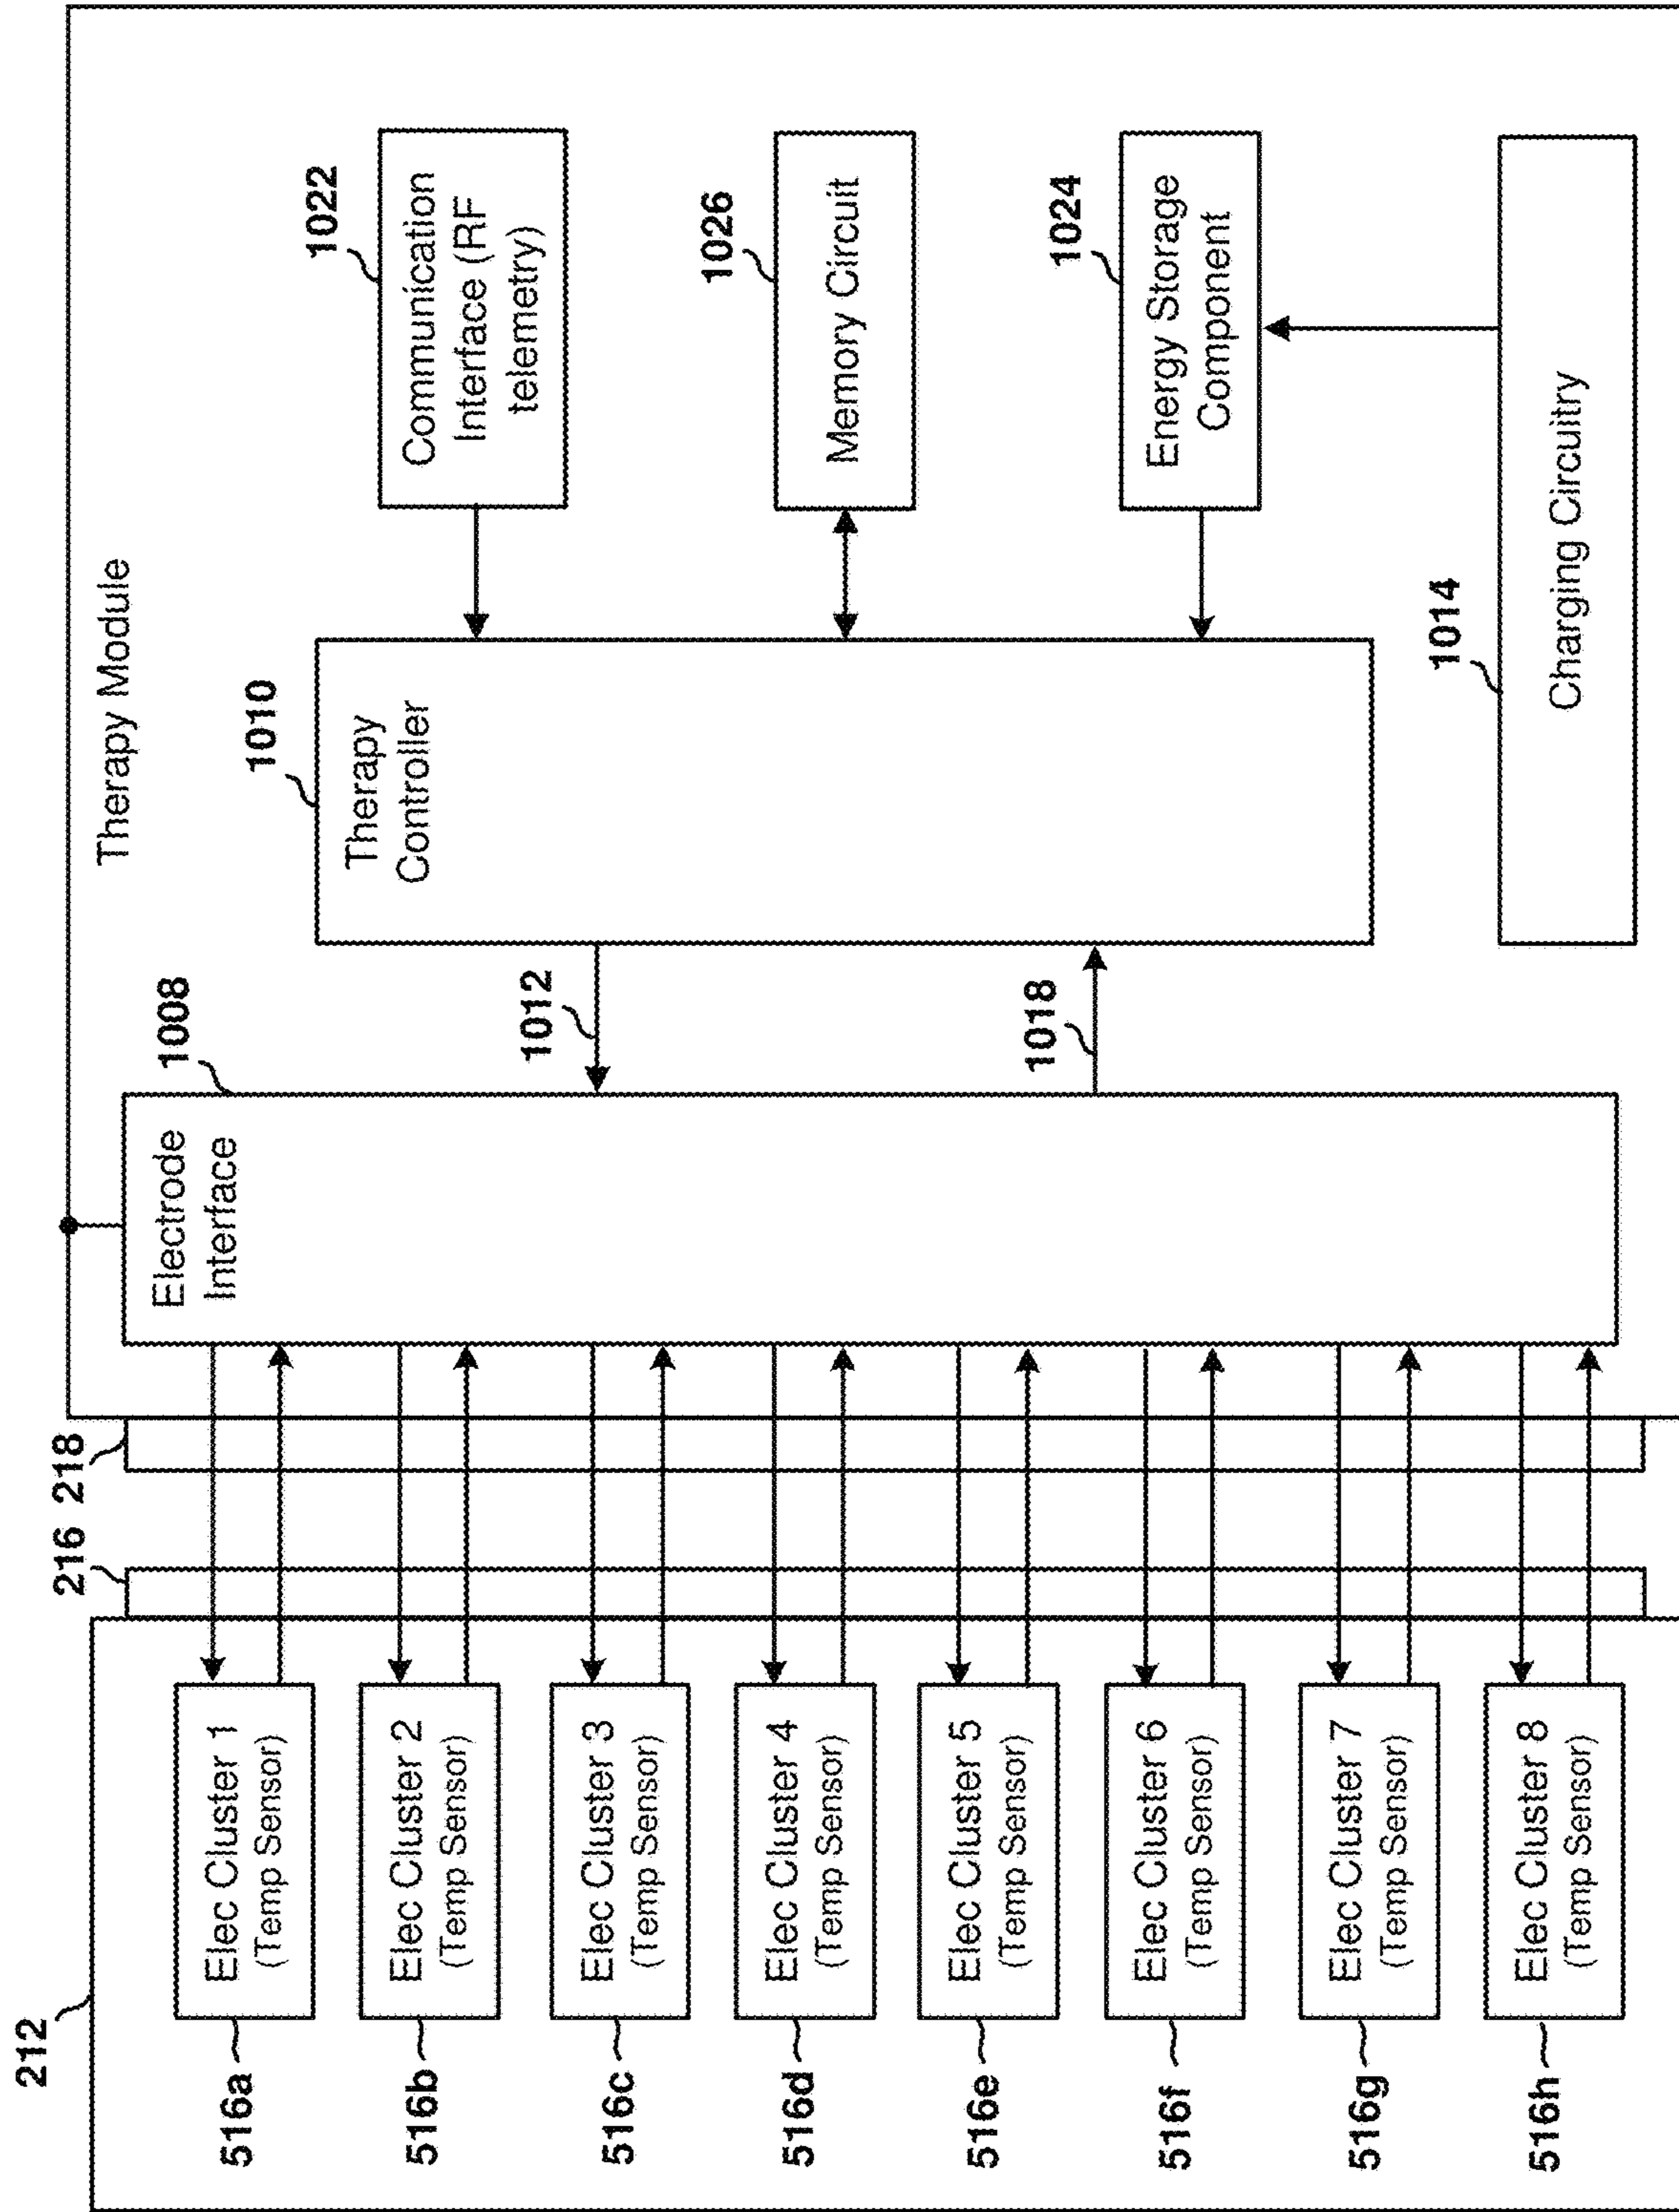 212
216
218
Therapy Module
516a
Elec Cluster 1
(Temp Sensor)
516b
Elec Cluster 2
(Temp Sensor)
516c
Elec Cluster 3
(Temp Sensor)
516d
Elec Cluster 4
(Temp Sensor)
516e
Elec Cluster 5
(Temp Sensor)
516f
Elec Cluster 6
(Temp Sensor)
516g
Elec Cluster 7
(Temp Sensor)
516h
Elec Cluster 8
(Temp Sensor)
1008
Electrode
Interface
1012
1018
1010
Therapy
Controller
1022
Communication
Interface (RF
telemetry)
1026
Memory Circuit
1024
Energy Storage
Component
1014
Charging Circuitry